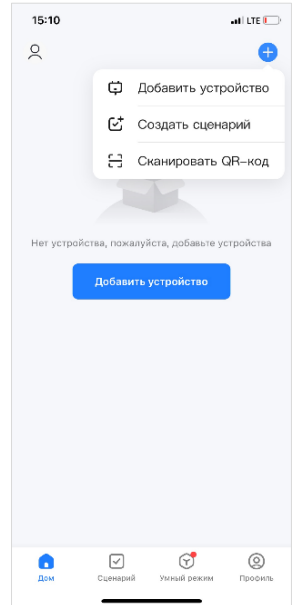 15:10
LTE
Добавить устройство
Создать сценарий
Сканировать QR-код
Нет устройства, пожалуйста, добавьте устройства
Добавить устройство
Дом Сценарий Умный режим Профиль